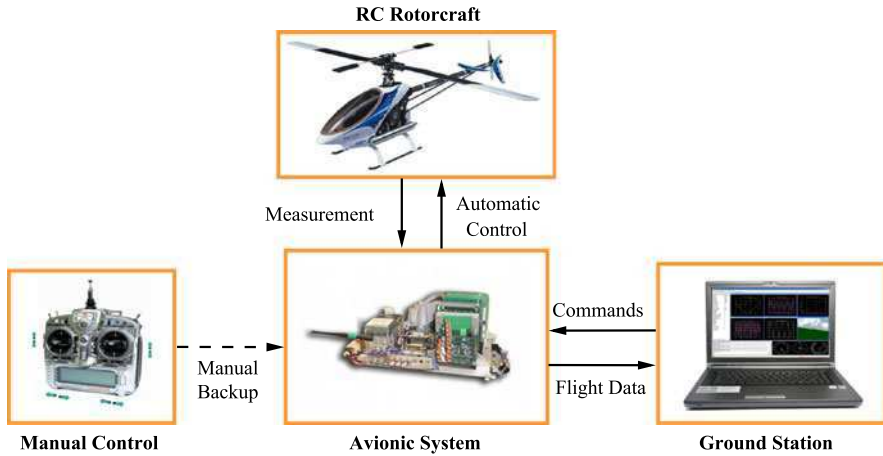 RC Rotorcraft
Measurement
Automatic
Control
Commands
Manual
Backup
Flight Data
Manual Control
Avionic System
Ground Station